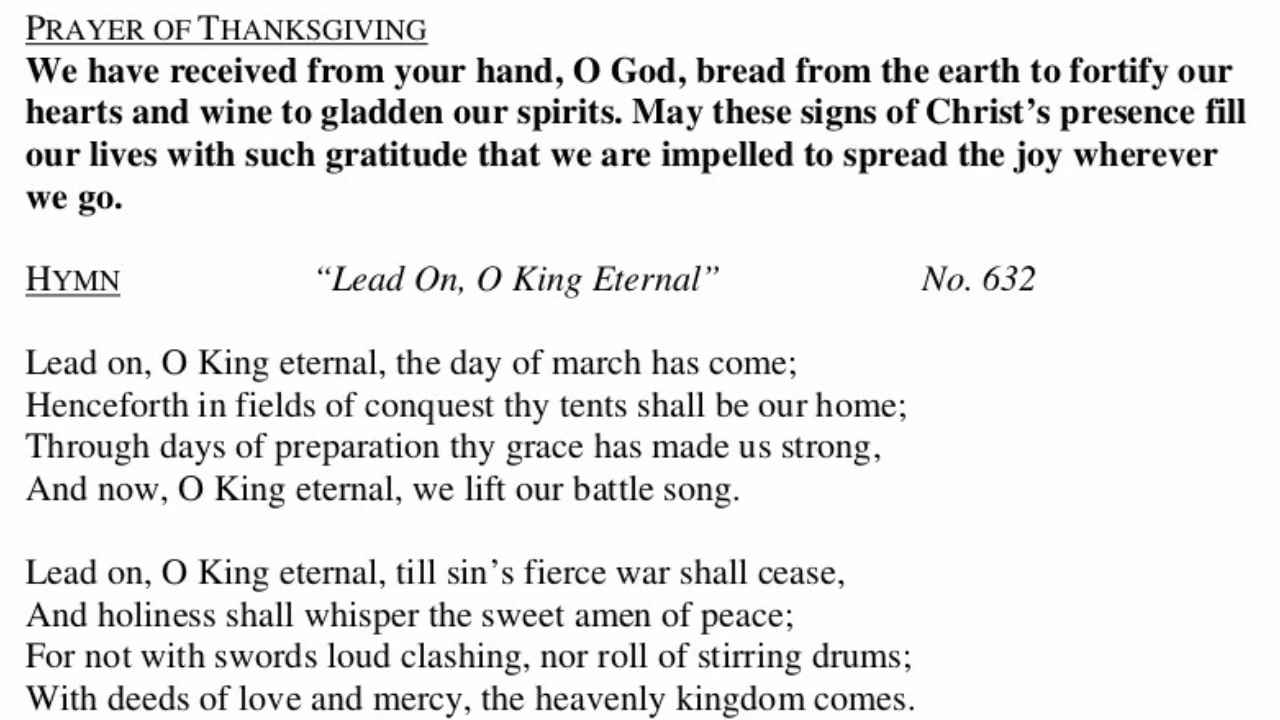 PRAYER OF THANKSGIVING
We have received from your hand, O God, bread from the earth to fortify our
hearts and wine to gladden our spirits. May these signs of Christ’s presence fill
our lives with such gratitude that we are impelled to spread the joy wherever
we go.
HYMN “Lead On, O King Eternal” No. 632
Lead on, O King eternal, the day of march has come;
Henceforth in fields of conquest thy tents shall be our home;
Through days of preparation thy grace has made us strong,
And now, O King eternal, we lift our battle song.
Lead on, O King eternal, till sin’s fierce war shall cease,
And holiness shall whisper the sweet amen of peace;
For not with swords loud clashing, nor roll of stirring drums;
With deeds of love and mercy, the heavenly kingdom comes.